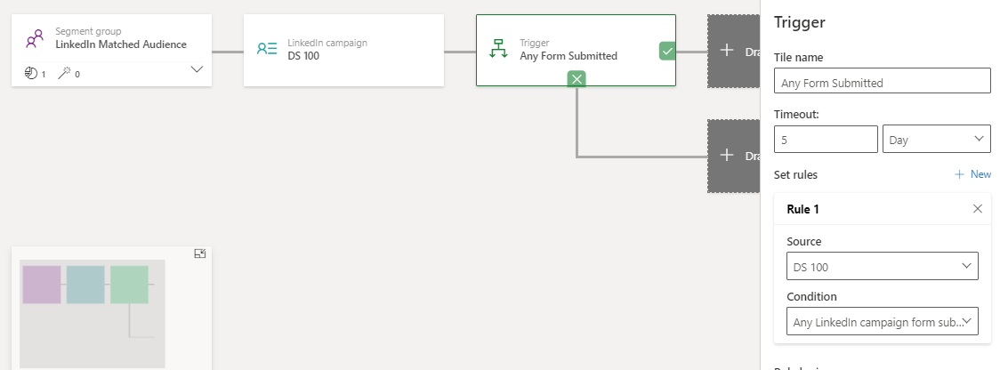 Segment group
LinkedIn Matched Audience
1
0
LinkedIn campaign
DS 100
Trigger
Any Form Submitted
Dra
Dra
Trigger
Tile name
Any Form Submitted
Timeout:
5
Day
Set rules
New
Rule 1
Source
DS 100
Condition
Any LinkedIn campaign form sub...